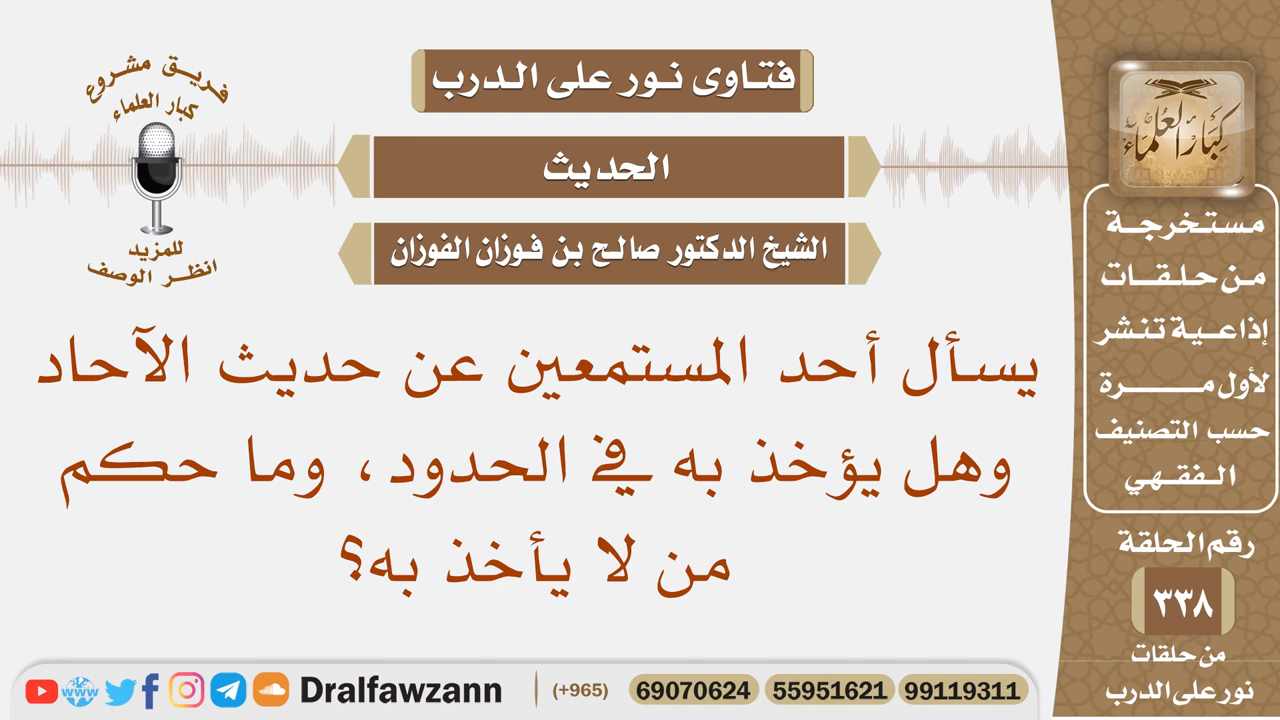 فتاوى نور على الدرب
الحديث
الشيخ الدكتور صالح بن فوزان الفوزان
يسأل أحد المستمعين عن حديث الآحاد
وهل يؤخذ به في الحدود، وما حكم
من لا يأخذ به؟
فريق مشروع
كبار العلماء
للمزيد
انظر الوصف
كِبَارُ العُلَمَاء
مستخرجة
من حلقات
إذاعية تنشر
لأول مرة
حسب التصنيف
الفقهي
رقم الحلقة
٣٣٨
من حلقات
نور على الدرب
www Dralfawzann (+965) 69070624 55951621 99119311